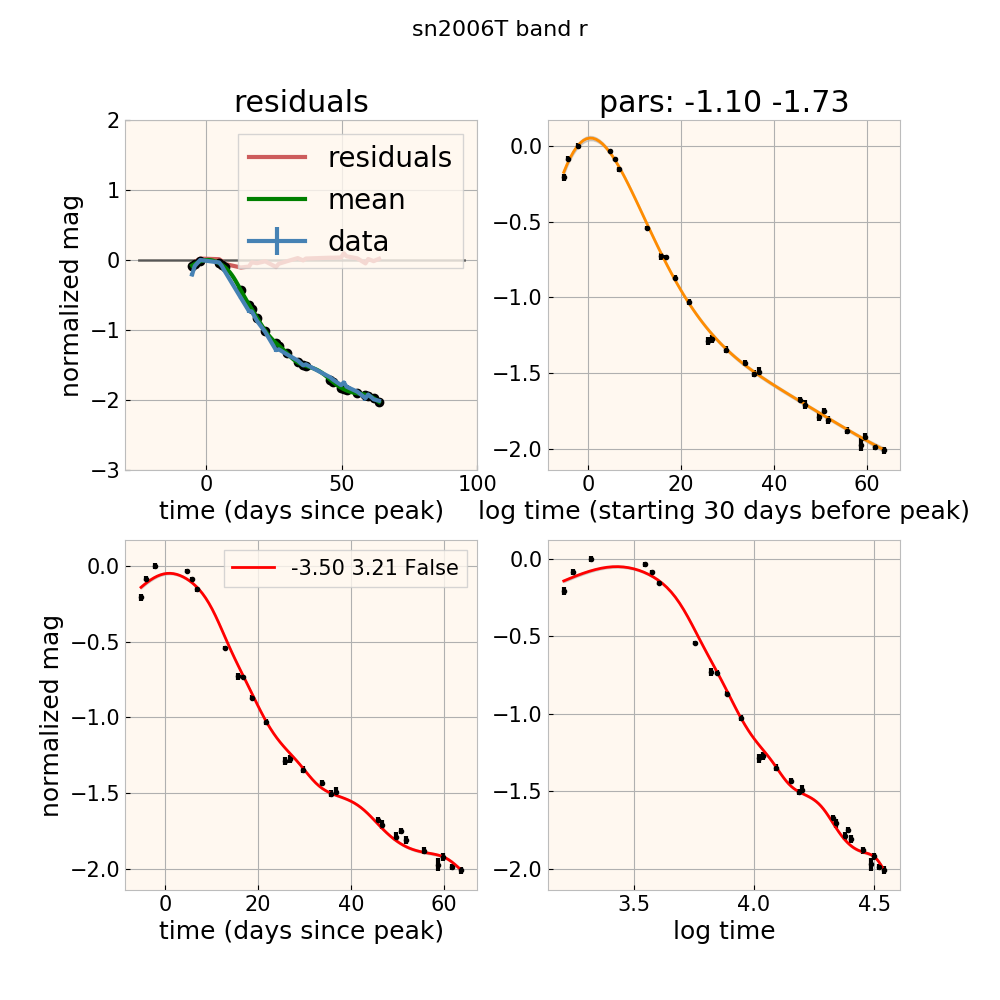 sn2006T band r
residuals
pars: -1.10 -1.73
normalized mag
2
1
0
−1
−2
−3
residuals
mean
data
0
50
100
time (days since peak)
0.0
−0.5
−1.0
−1.5
−2.0
0
20
40
60
log time (starting 30 days before peak)
normalized mag
0.0
−0.5
−1.0
−1.5
−2.0
-3.50 3.21 False
0
20
40
60
time (days since peak)
0.0
−0.5
−1.0
−1.5
−2.0
3.5
4.0
4.5
log time